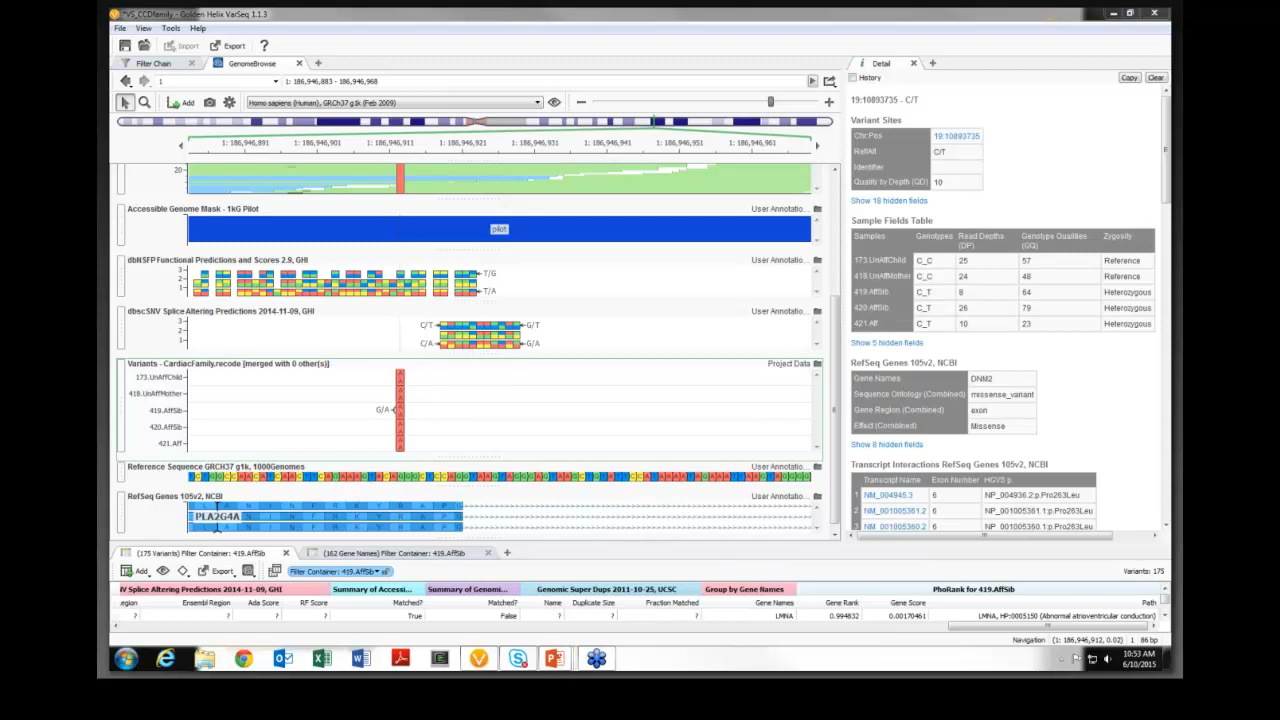 *VS_CCDfamily - Golden Helix VarSeq 1.1.3
File View Tools Help
Import Export ?
Filter Chain GenomeBrowse
1 1: 186,946,883 - 186,946,968
Add Homo sapiens (Human), GRCh37 g1k (Feb 2009)
1: 186,946,891 1: 186,946,901 1: 186,946,911 1: 186,946,921 1: 186,946,931 1: 186,946,941 1: 186,946,951 1: 186,946,961
20
Accessible Genome Mask - 1kG Pilot User Annotatio...
pilot
dbNSFP Functional Predictions and Scores 2.9, GHI User Annotatio...
3
2
1
T/G
T/A
dbscSNV Splice Altering Predictions 2014-11-09, GHI User Annotatio...
3
2
1
C/T G/T
C/A G/A
Variants - CardiacFamily.recode [merged with 0 other(s)] Project Data
173.UnAffChild
418.UnAffMother
419.AffSib G/A
420.AffSib
421.Aff
Reference Sequence GRCH37 g1k, 1000Genomes User Annotatio...
RefSeq Genes 105v2, NCBI User Annotatio...
PLA2G4A
(175 Variants) Filter Container: 419.AffSib (162 Gene Names) Filter Container: 419.AffSib
Add Export Filter Container: 419.AffSib Variants: 175
IV Splice Altering Predictions 2014-11-09, GHI Summary of Accessi... Summary of Genomi... Genomic Super Dups 2011-10-25, UCSC Group by Gene Names PhoRank for 419.AffSib
egion Ensembl Region Ada Score RF Score Matched? Matched? Name Duplicate Size Fraction Matched Gene Names Gene Rank Gene Score Path
? ? ? ? True False ? ? ? LMNA 0.994832 0.00170461 LMNA, HP:0005150 (Abnormal atrioventricular conduction)
Navigation (1: 186,946,912, 0.02) 1 86 bp
Detail
History Copy Clear
19:10893735 - C/T
Variant Sites
Chr:Pos 19:10893735
Ref/Alt C/T
Identifier
Quality by Depth (QD) 10
Show 18 hidden fields
Sample Fields Table
Samples Genotypes Read Depths (DP) Genotype Qualities (GQ) Zygosity
173.UnAffChild C_C 25 57 Reference
418.UnAffMother C_C 24 48 Reference
419.AffSib C_T 8 64 Heterozygous
420.AffSib C_T 26 79 Heterozygous
421.Aff C_T 10 23 Heterozygous
Show 5 hidden fields
RefSeq Genes 105v2, NCBI
Gene Names DNM2
Sequence Ontology (Combined) missense_variant
Gene Region (Combined) exon
Effect (Combined) Missense
Show 8 hidden fields
Transcript Interactions RefSeq Genes 105v2, NCBI
Transcript Name Exon Number HGVS p
1 NM_004945.3 6 NP_004936.2:p.Pro263Leu
2 NM_001005361.2 6 NP_001005361.1:p.Pro263Leu
3 NM_001005360.2 6 NP_001005360.1:p.Pro263Leu
10:53 AM
6/10/2015